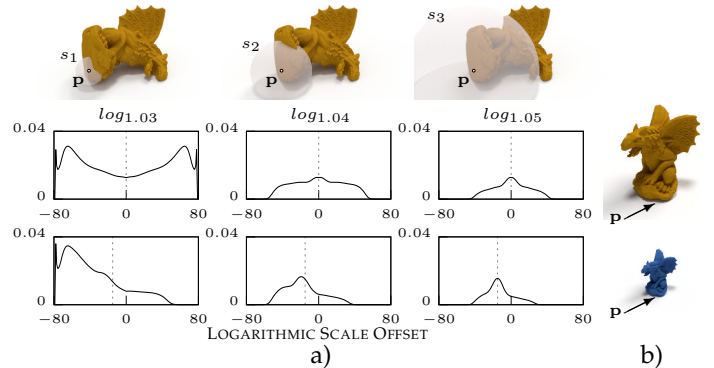 s1 s2 s3
p p p
log1.03 log1.04 log1.05
0.04 0.04 0.04
0 0 0
−80 0 80 −80 0 80 −80 0 80
p
0.04 0.04 0.04
0 0 0
−80 0 80 −80 0 80 −80 0 80
p
LOGARITHMIC SCALE OFFSET
a) b)